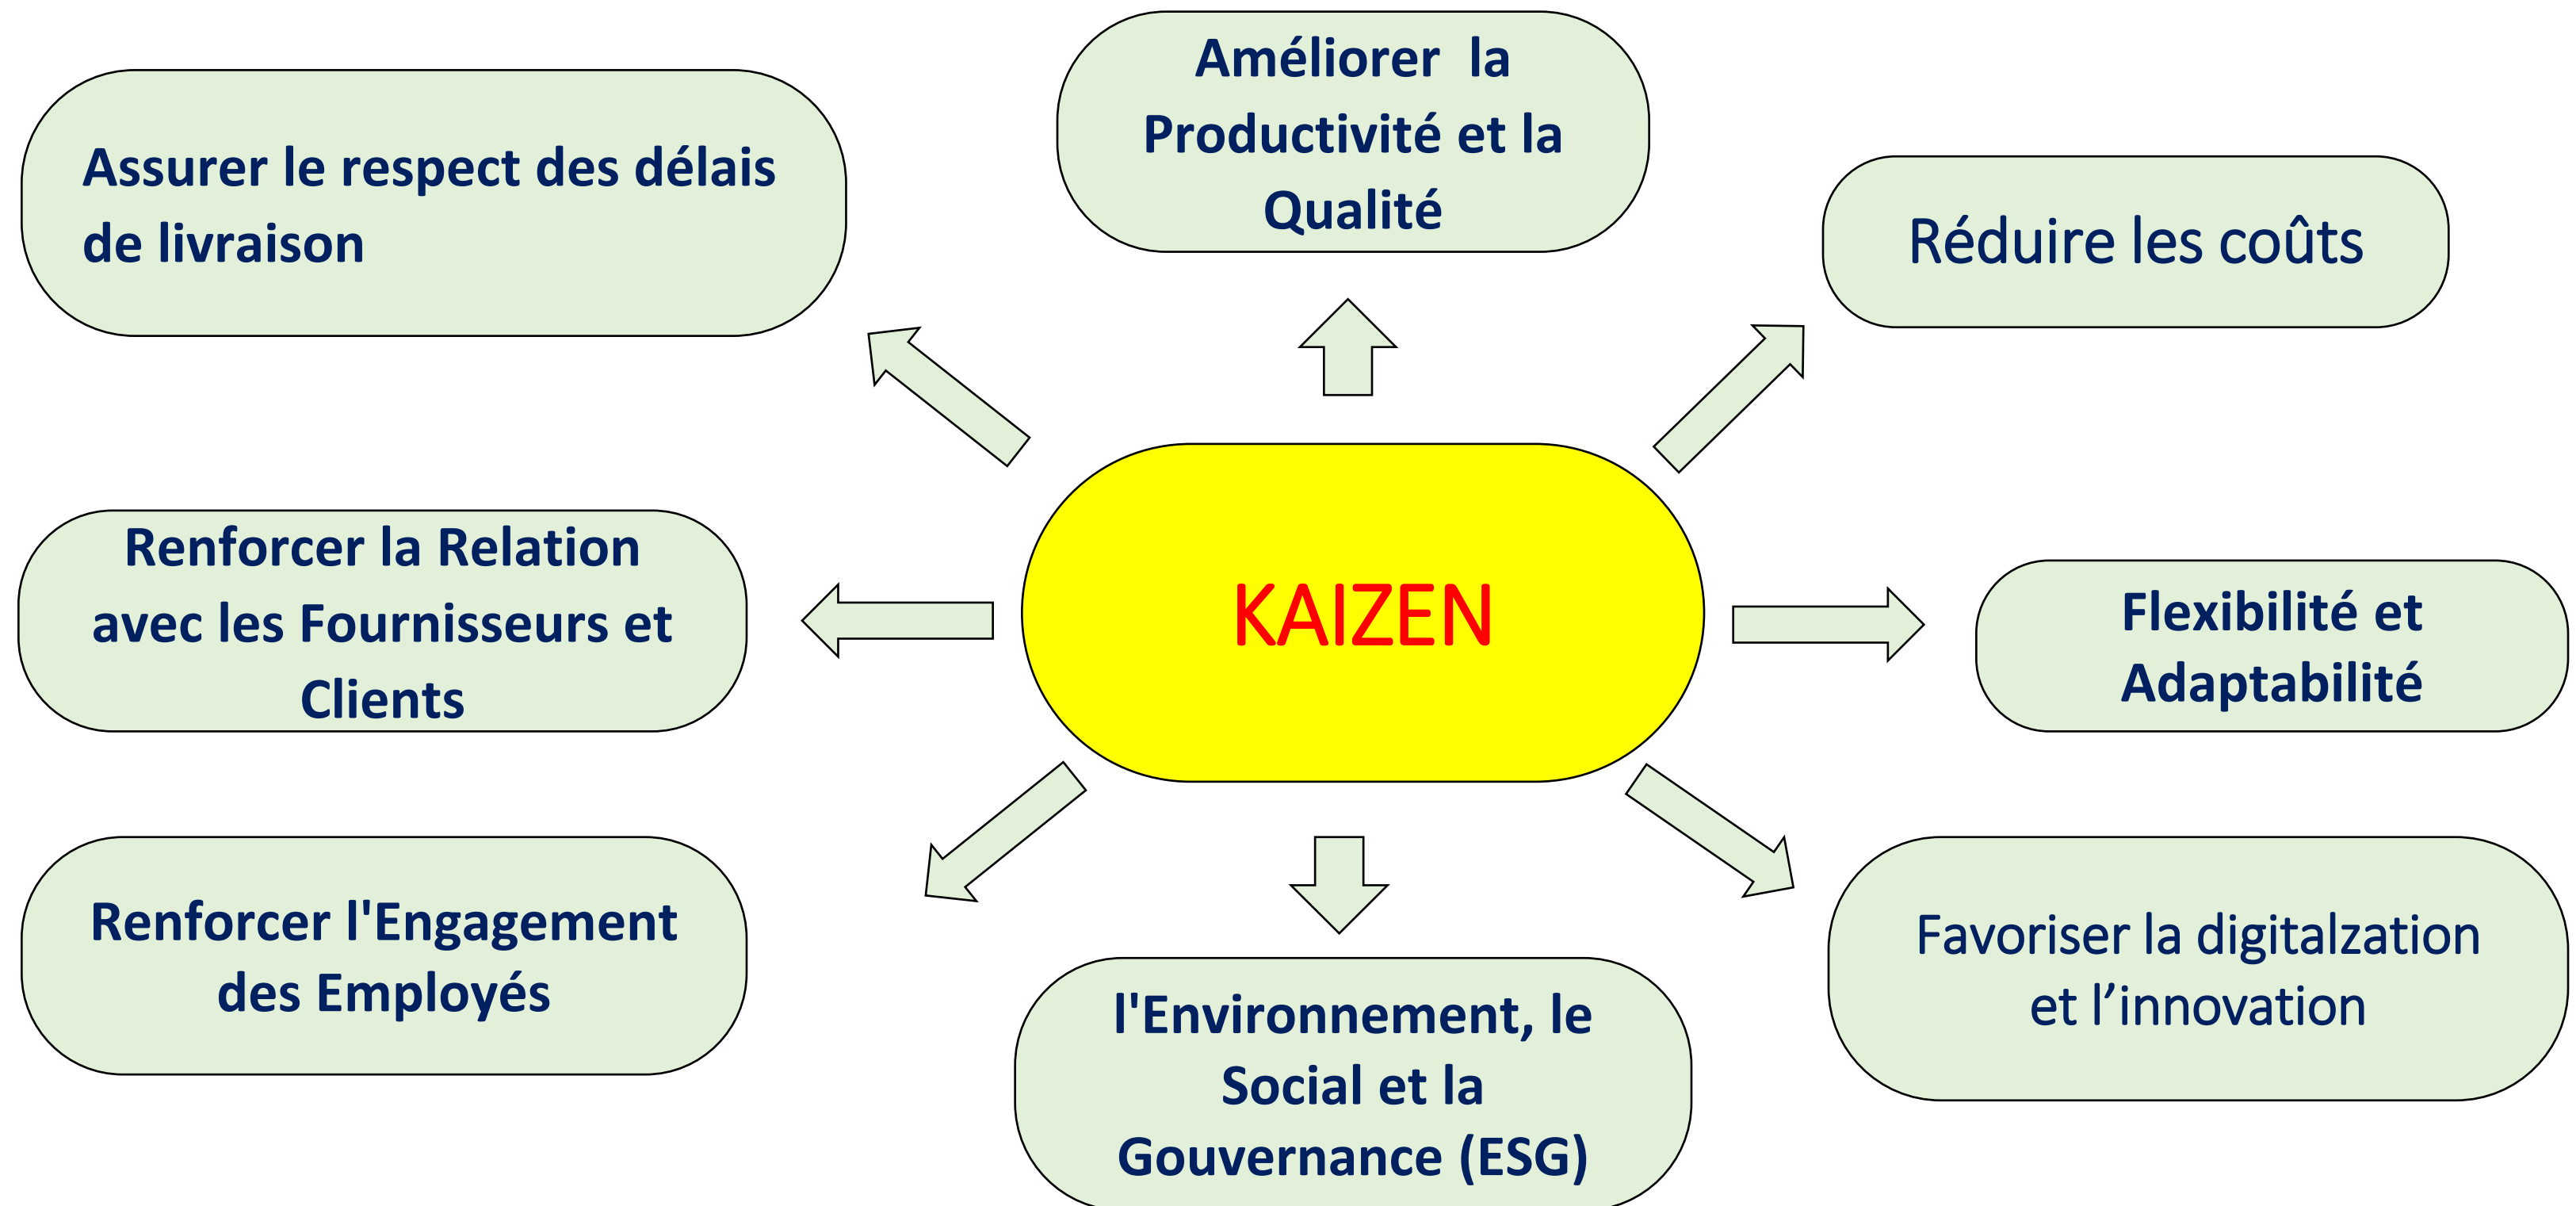 Améliorer  la
Productivité et la
Qualité
Assurer le respect des délais
de livraison
Réduire les coûts
Renforcer la Relation
avec les Fournisseurs et
Clients
KAIZEN
Flexibilité et
Adaptabilité
Renforcer l'Engagement
des Employés
l'Environnement, le
Social et la
Gouvernance (ESG)
Favoriser la digitalzation
et l’innovation